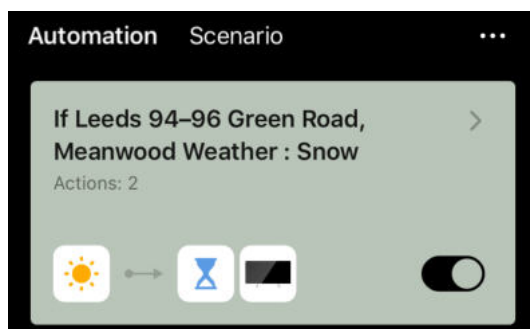 Automation Scenario
If Leeds 94–96 Green Road,
Meanwood Weather : Snow
Actions: 2